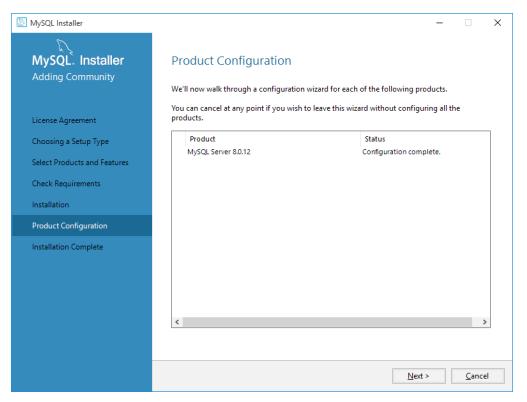 MySQL Installer
MySQL. Installer
Adding Community
License Agreement
Choosing a Setup Type
Select Products and Features
Check Requirements
Installation
Product Configuration
Installation Complete
Product Configuration
We'll now walk through a configuration wizard for each of the following products.
You can cancel at any point if you wish to leave this wizard without configuring all the
products.
Product Status
MySQL Server 8.0.12 Configuration complete.
Next > Cancel